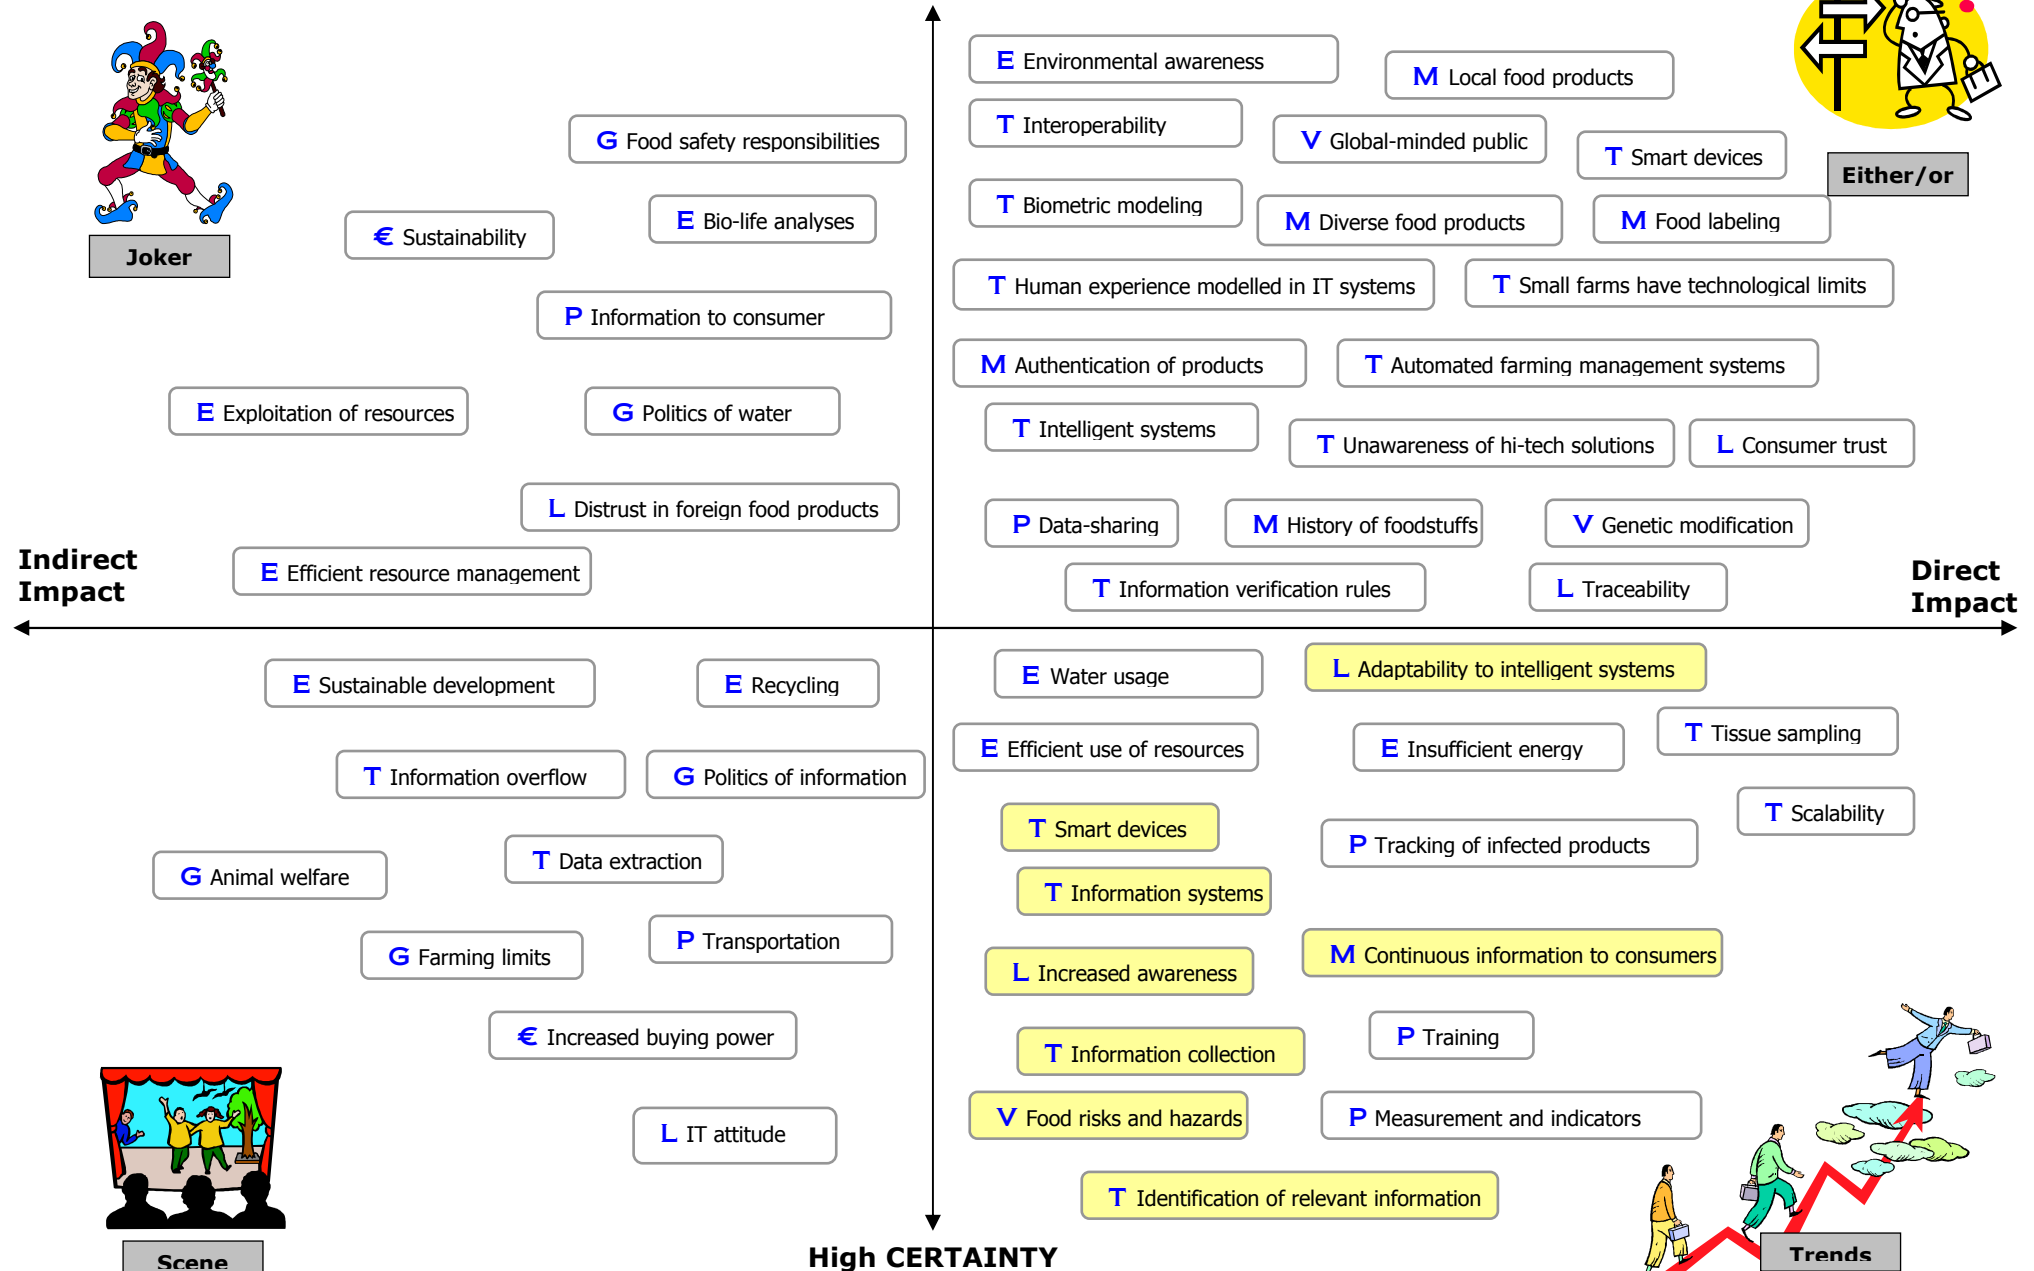 E Environmental awareness
M Local food products
T Interoperability
G Food safety responsibilities
V Global-minded public
T Smart devices
Either/or
T Biometric modeling
E Bio-life analyses
M Diverse food products
M Food labeling
€ Sustainability
Joker
T Human experience modelled in IT systems
T Small farms have technological limits
P Information to consumer
M Authentication of products
T Automated farming management systems
E Exploitation of resources
G Politics of water
T Intelligent systems
T Unawareness of hi-tech solutions
L Consumer trust
L Distrust in foreign food products
P Data-sharing
M History of foodstuffs
V Genetic modification
Indirect
Impact
E Efficient resource management
T Information verification rules
L Traceability
Direct
Impact
E Sustainable development
E Recycling
E Water usage
L Adaptability to intelligent systems
T Information overflow
G Politics of information
E Efficient use of resources
E Insufficient energy
T Tissue sampling
T Smart devices
T Scalability
G Animal welfare
T Data extraction
P Tracking of infected products
T Information systems
G Farming limits
P Transportation
L Increased awareness
M Continuous information to consumers
€ Increased buying power
T Information collection
P Training
L IT attitude
V Food risks and hazards
P Measurement and indicators
T Identification of relevant information
Scene
High CERTAINTY
Trends